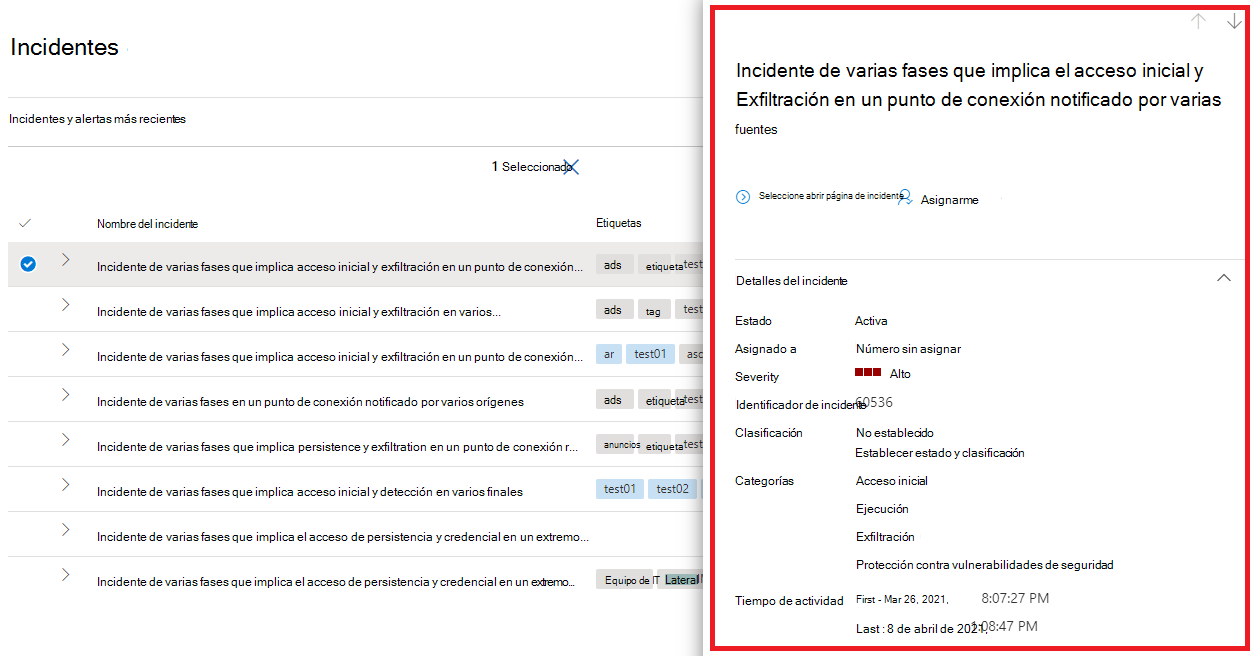 Incidentes
Incidentes y alertas más recientes
1 Seleccionado
Nombre del incidente Etiquetas
Incidente de varias fases que implica acceso inicial y exfiltración en un punto de conexión... ads etiqueta test
Incidente de varias fases que implica acceso inicial y exfiltración en varios... ads tag test
Incidente de varias fases que implica acceso inicial y exfiltración en un punto de conexión... ar test01 asc
Incidente de varias fases en un punto de conexión notificado por varios orígenes ads etiqueta test
Incidente de varias fases que implica persistence y exfiltration en un punto de conexión r... anuncios etiqueta test
Incidente de varias fases que implica acceso inicial y detección en varios finales test01 test02
Incidente de varias fases que implica el acceso de persistencia y credencial en un extremo...
Incidente de varias fases que implica el acceso de persistencia y credencial en un extremo... Equipo de IT Lateral
Incidente de varias fases que implica el acceso inicial y
Exfiltración en un punto de conexión notificado por varias
fuentes
Seleccione abrir página de incidente Asignarme
Detalles del incidente
Estado Activa
Asignado a Número sin asignar
Severity Alto
Identificador de incidente 60536
Clasificación No establecido
Establecer estado y clasificación
Categorías Acceso inicial
Ejecución
Exfiltración
Protección contra vulnerabilidades de seguridad
Tiempo de actividad First - Mar 26, 2021, 8:07:27 PM
Last : 8 de abril de 2021, 1:08:47 PM